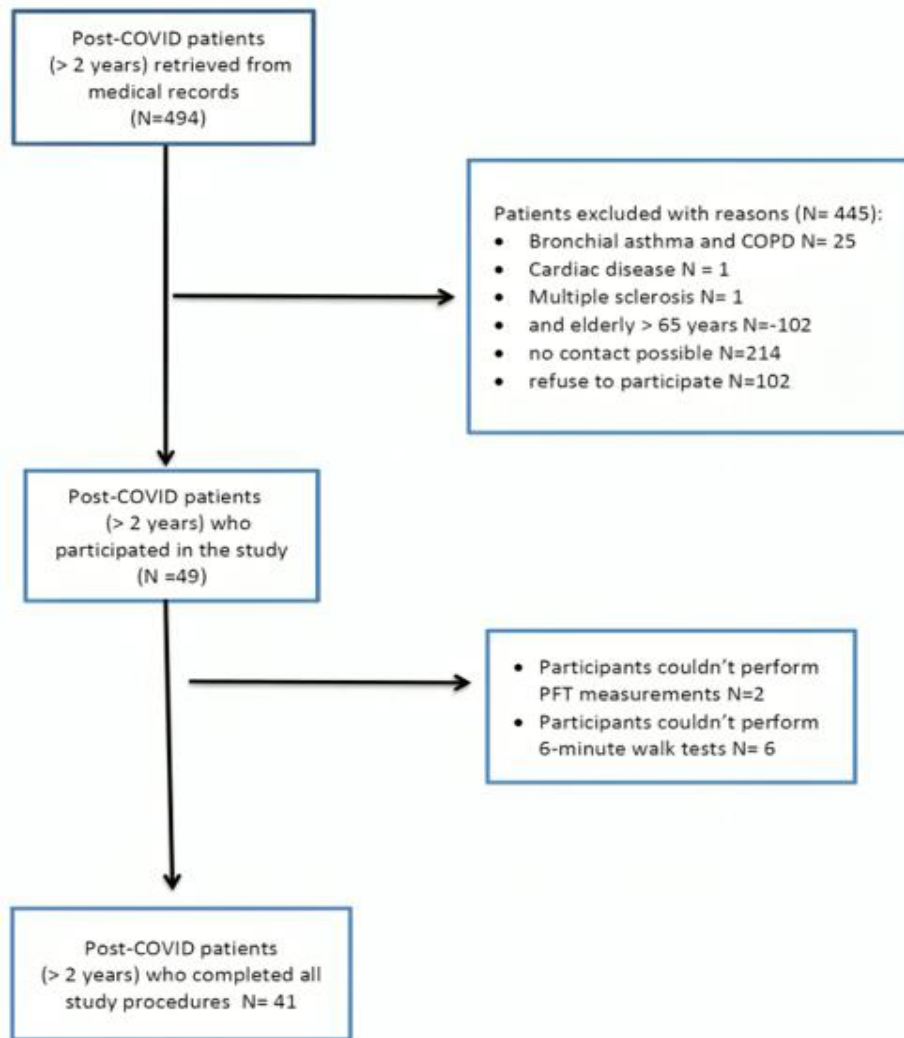 Post-COVID patients
(> 2 years) retrieved from
medical records
(N=494)
Patients excluded with reasons (N= 445):
• Bronchial asthma and COPD N= 25
• Cardiac disease N = 1
• Multiple sclerosis N= 1
• and elderly > 65 years N=-102
• no contact possible N=214
• refuse to participate N=102
Post-COVID patients
(> 2 years) who
participated in the study
(N =49)
• Participants couldn’t perform
PFT measurements N=2
• Participants couldn’t perform
6-minute walk tests N= 6
Post-COVID patients
(> 2 years) who completed all
study procedures N= 41